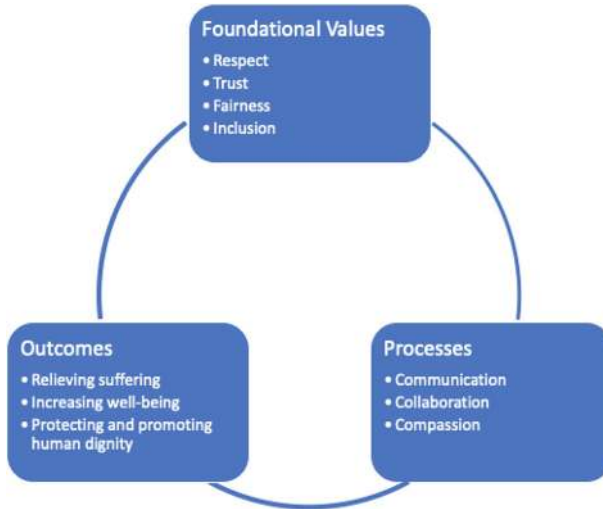 Foundational Values
• Respect
• Trust
• Fairness
• Inclusion
Outcomes
• Relieving suffering
• Increasing well-being
• Protecting and promoting
human dignity
Processes
• Communication
• Collaboration
• Compassion